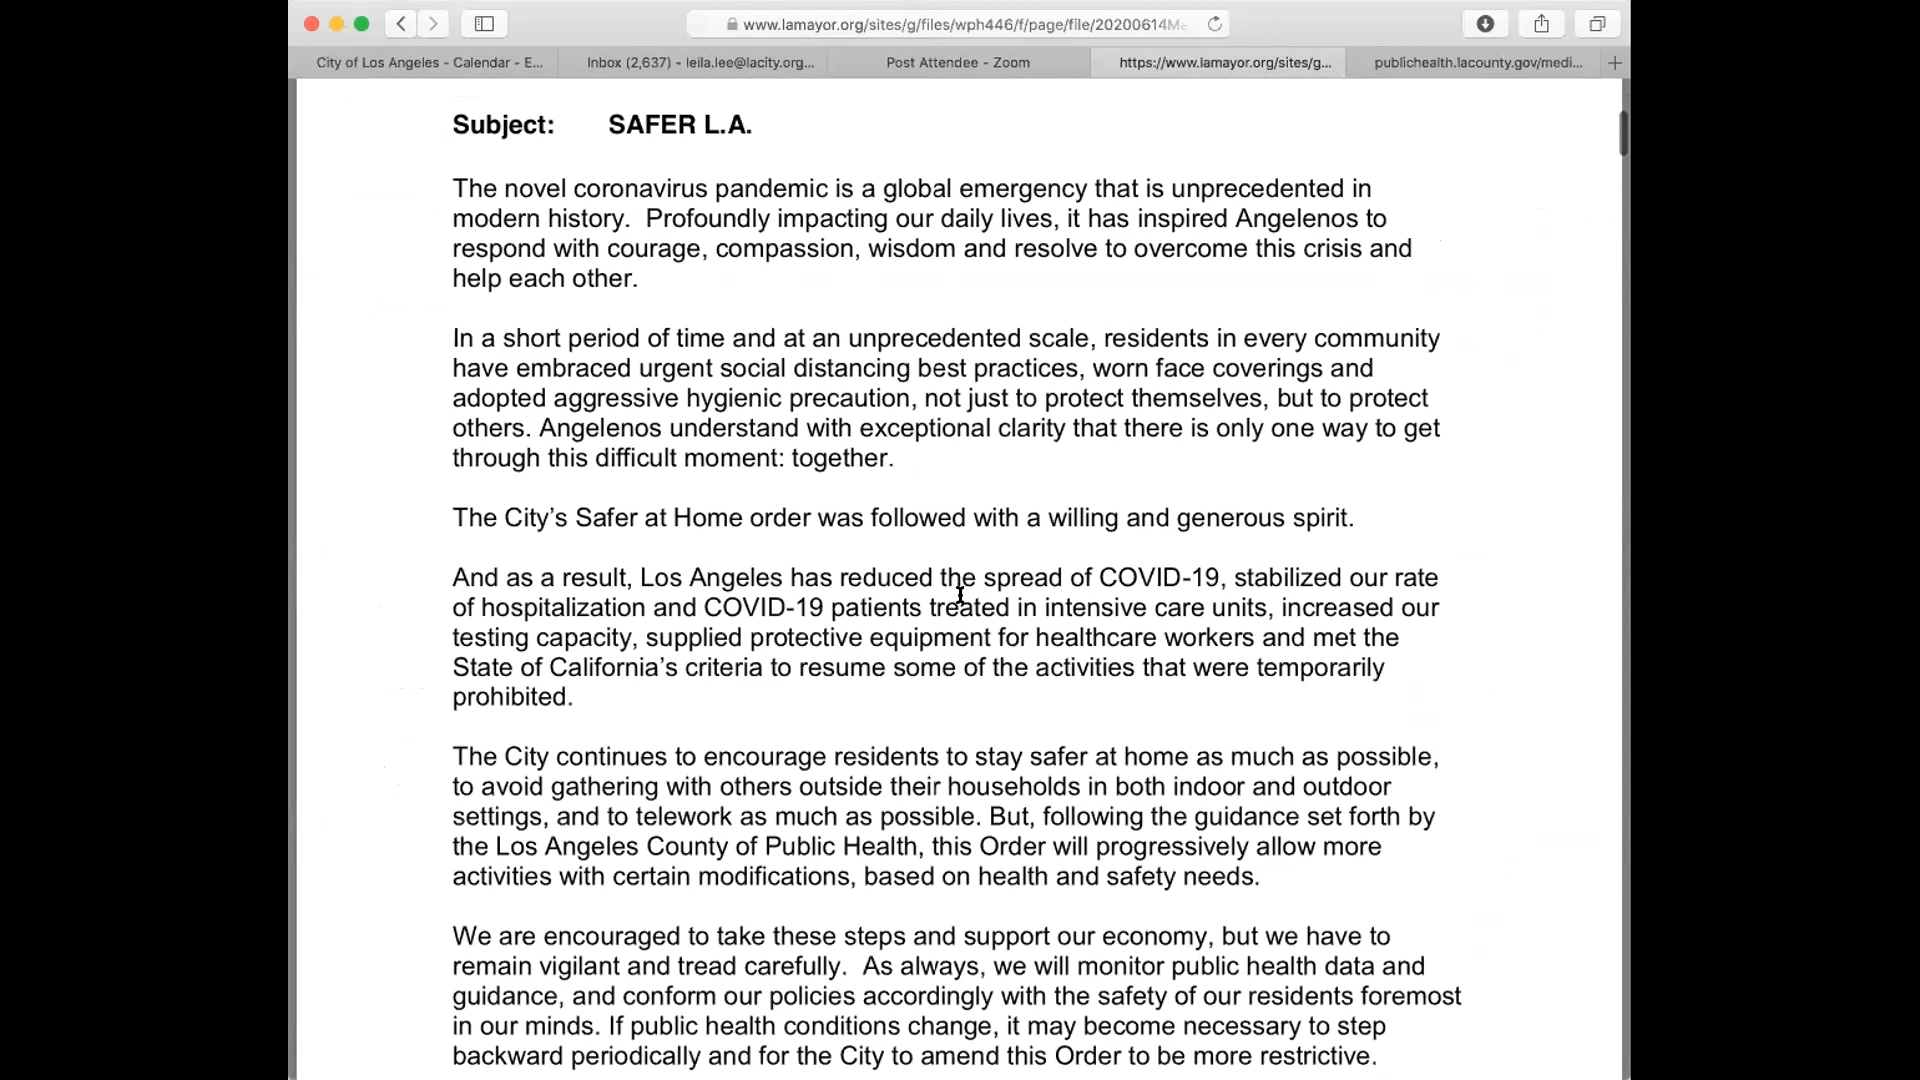 www.lamayor.org/sites/g/files/wph446/f/page/file/20200614Ma
City of Los Angeles - Calendar - E...
Inbox (2,637) - leila.lee@lacity.org...
Post Attendee - Zoom
https://www.lamayor.org/sites/g...
publichealth.lacounty.gov/medi...
Subject: SAFER L.A.
The novel coronavirus pandemic is a global emergency that is unprecedented in
modern history. Profoundly impacting our daily lives, it has inspired Angelenos to
respond with courage, compassion, wisdom and resolve to overcome this crisis and
help each other.
In a short period of time and at an unprecedented scale, residents in every community
have embraced urgent social distancing best practices, worn face coverings and
adopted aggressive hygienic precaution, not just to protect themselves, but to protect
others. Angelenos understand with exceptional clarity that there is only one way to get
through this difficult moment: together.
The City’s Safer at Home order was followed with a willing and generous spirit.
And as a result, Los Angeles has reduced the spread of COVID-19, stabilized our rate
of hospitalization and COVID-19 patients treated in intensive care units, increased our
testing capacity, supplied protective equipment for healthcare workers and met the
State of California’s criteria to resume some of the activities that were temporarily
prohibited.
The City continues to encourage residents to stay safer at home as much as possible,
to avoid gathering with others outside their households in both indoor and outdoor
settings, and to telework as much as possible. But, following the guidance set forth by
the Los Angeles County of Public Health, this Order will progressively allow more
activities with certain modifications, based on health and safety needs.
We are encouraged to take these steps and support our economy, but we have to
remain vigilant and tread carefully. As always, we will monitor public health data and
guidance, and conform our policies accordingly with the safety of our residents foremost
in our minds. If public health conditions change, it may become necessary to step
backward periodically and for the City to amend this Order to be more restrictive.